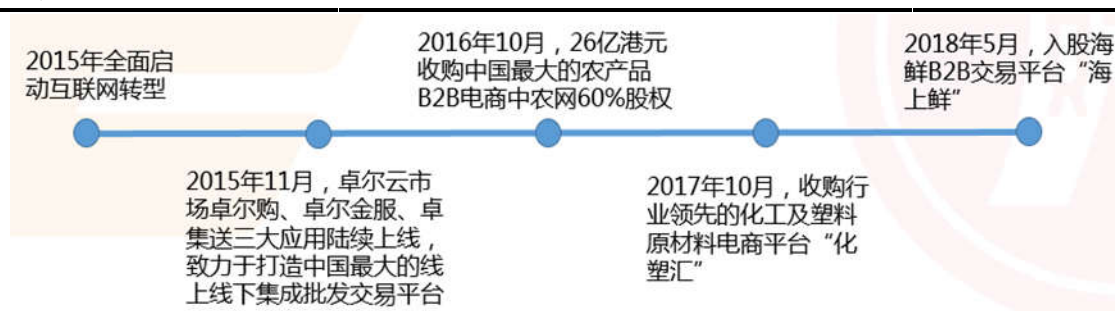 2015年全面启
动互联网转型
2015年11月，卓尔云市
场卓尔购、卓尔金服、卓
集送三大应用陆续上线，
致力于打造中国最大的线
上线下集成批发交易平台
2016年10月，26亿港元
收购中国最大的农产品
B2B电商中农网60%股权
2017年10月，收购行
业领先的化工及塑料
原材料电商平台“化
塑汇”
2018年5月，入股海
鲜B2B交易平台“海
上鲜”